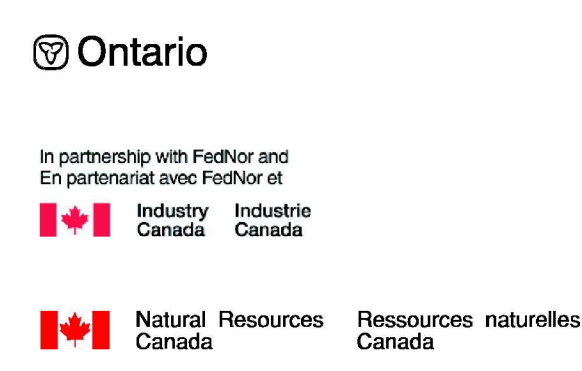 Ontario
In partnership with FedNor and
En partenariat avec FedNor et
Industry Industrie
Canada Canada
Natural Resources Ressources naturelles
Canada Canada